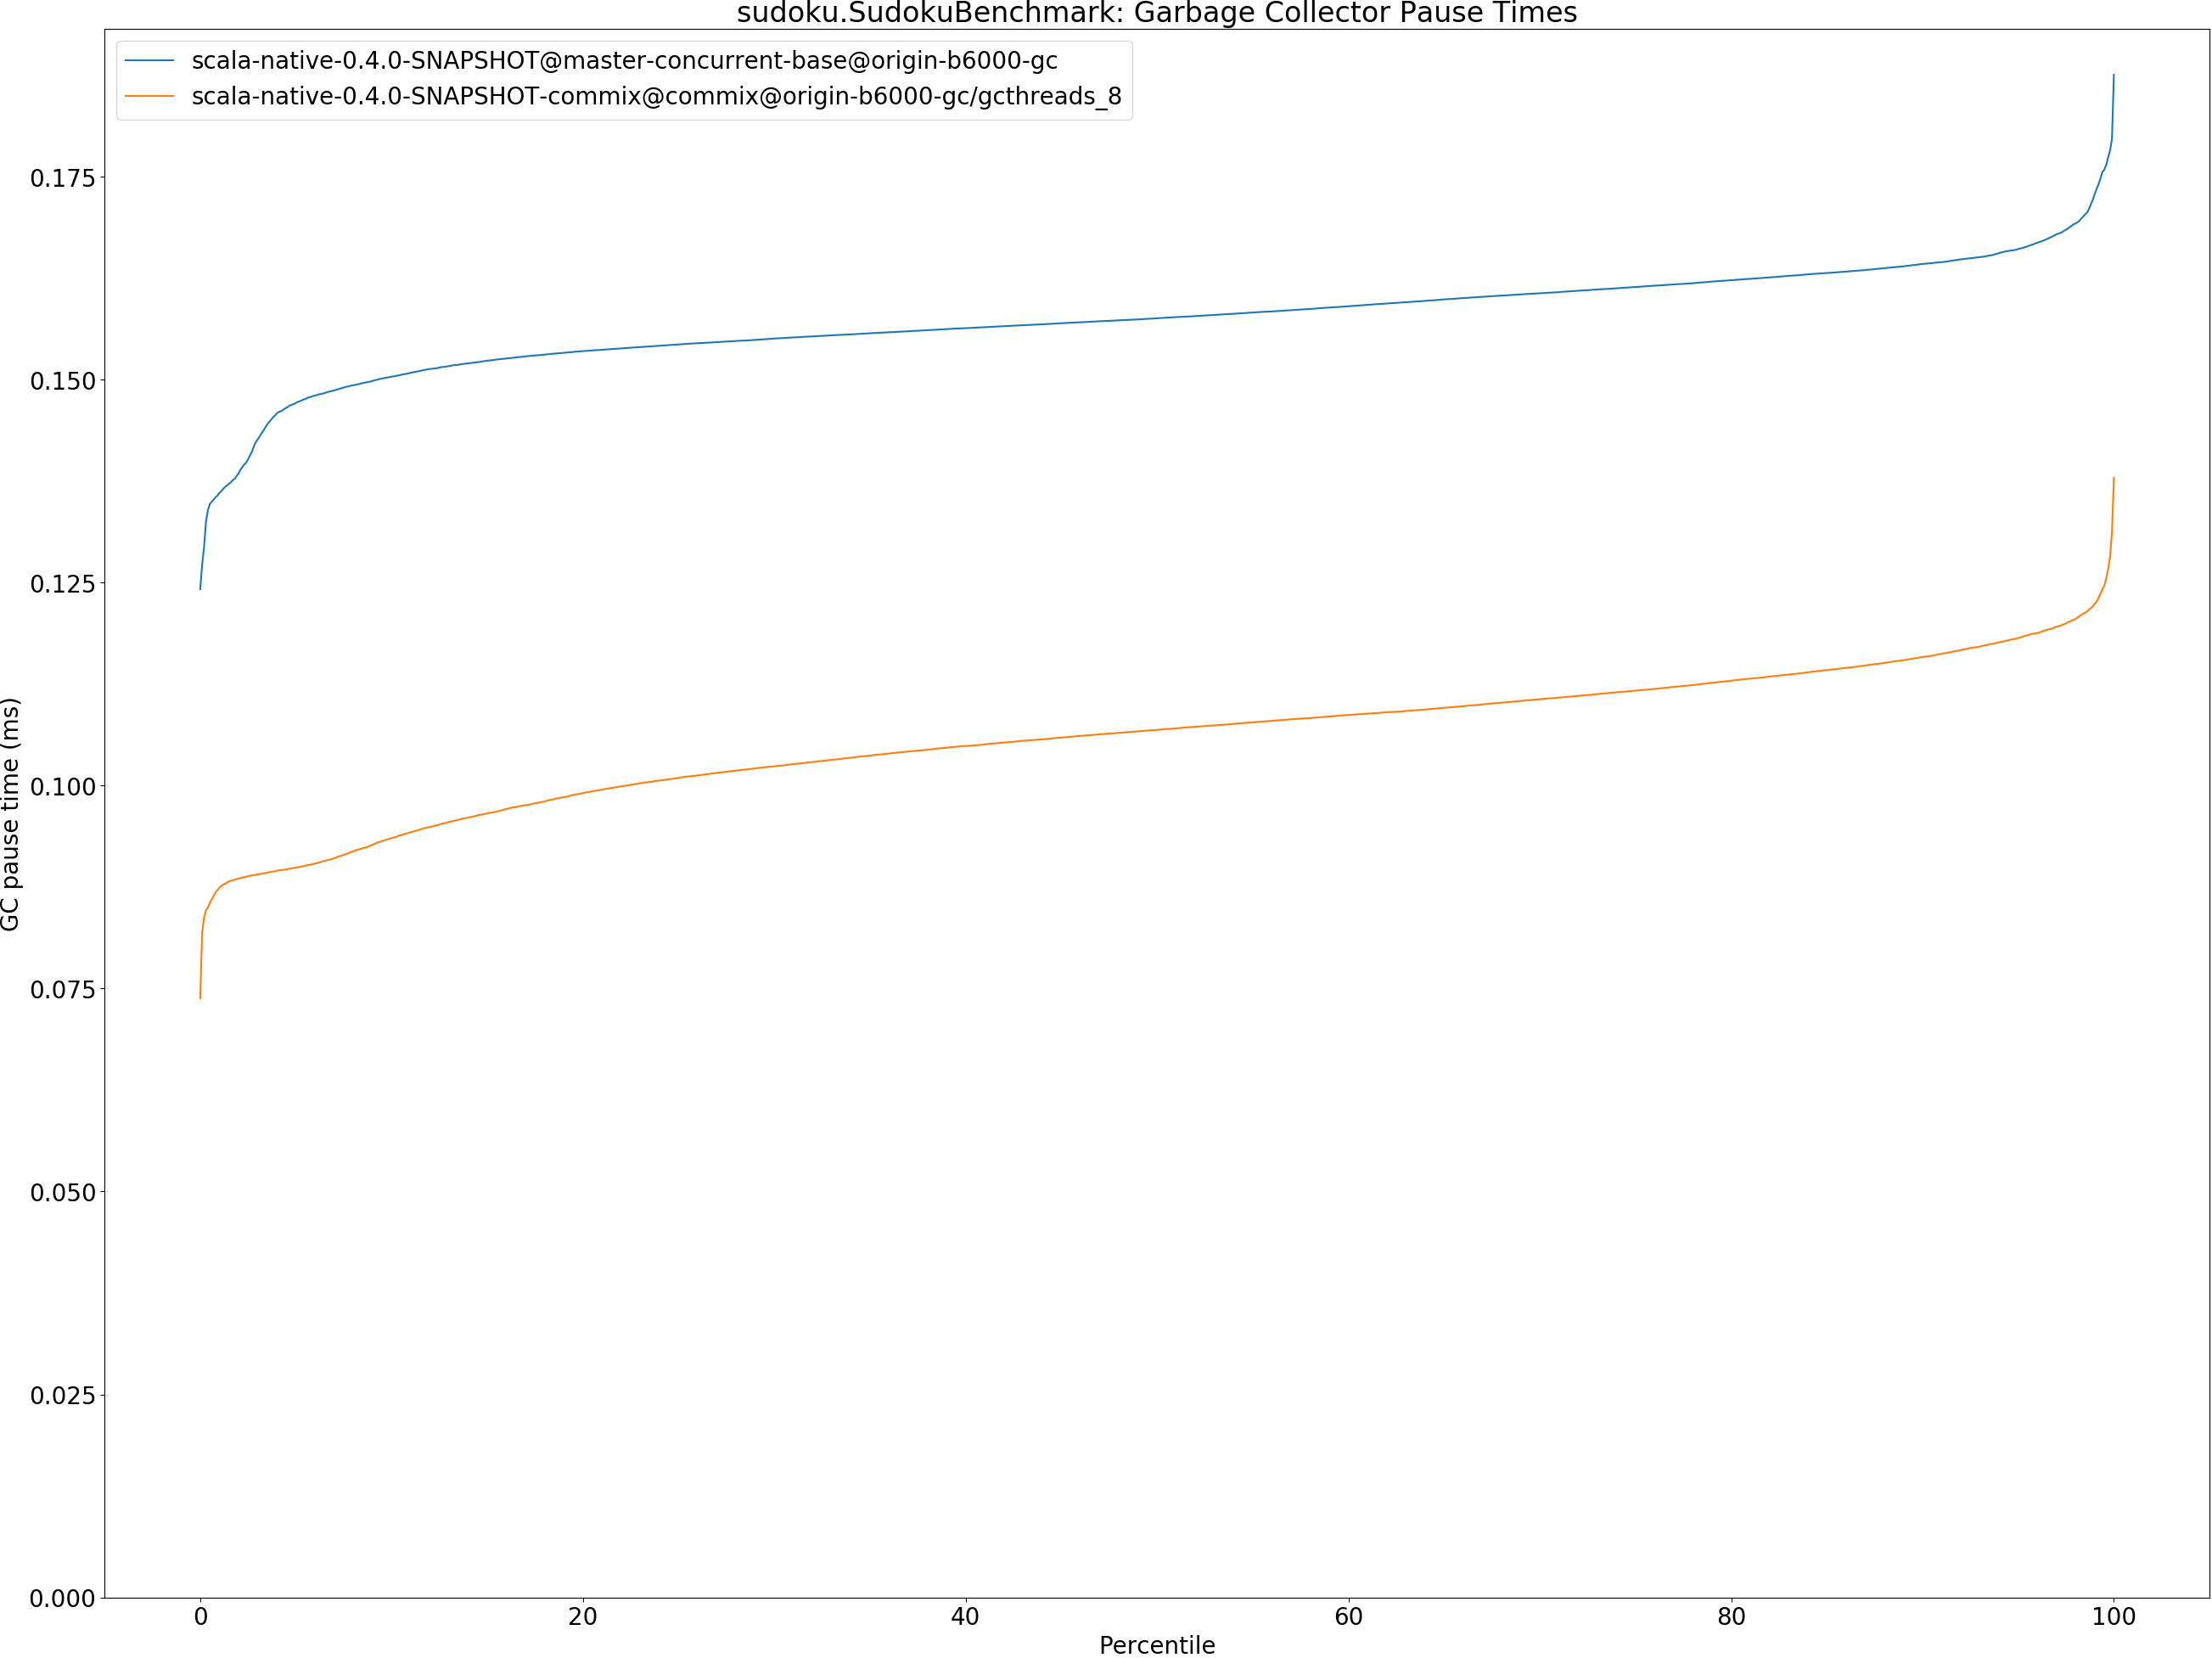 sudoku.SudokuBenchmark: Garbage Collector Pause Times
scala-native-0.4.0-SNAPSHOT@master-concurrent-base@origin-b6000-gc
scala-native-0.4.0-SNAPSHOT-commix@commix@origin-b6000-gc/gcthreads_8
0.175
0.150
0.125
0.100
0.075
0.050
0.025
0.000
GC pause time (ms)
0 20 40 60 80 100
Percentile